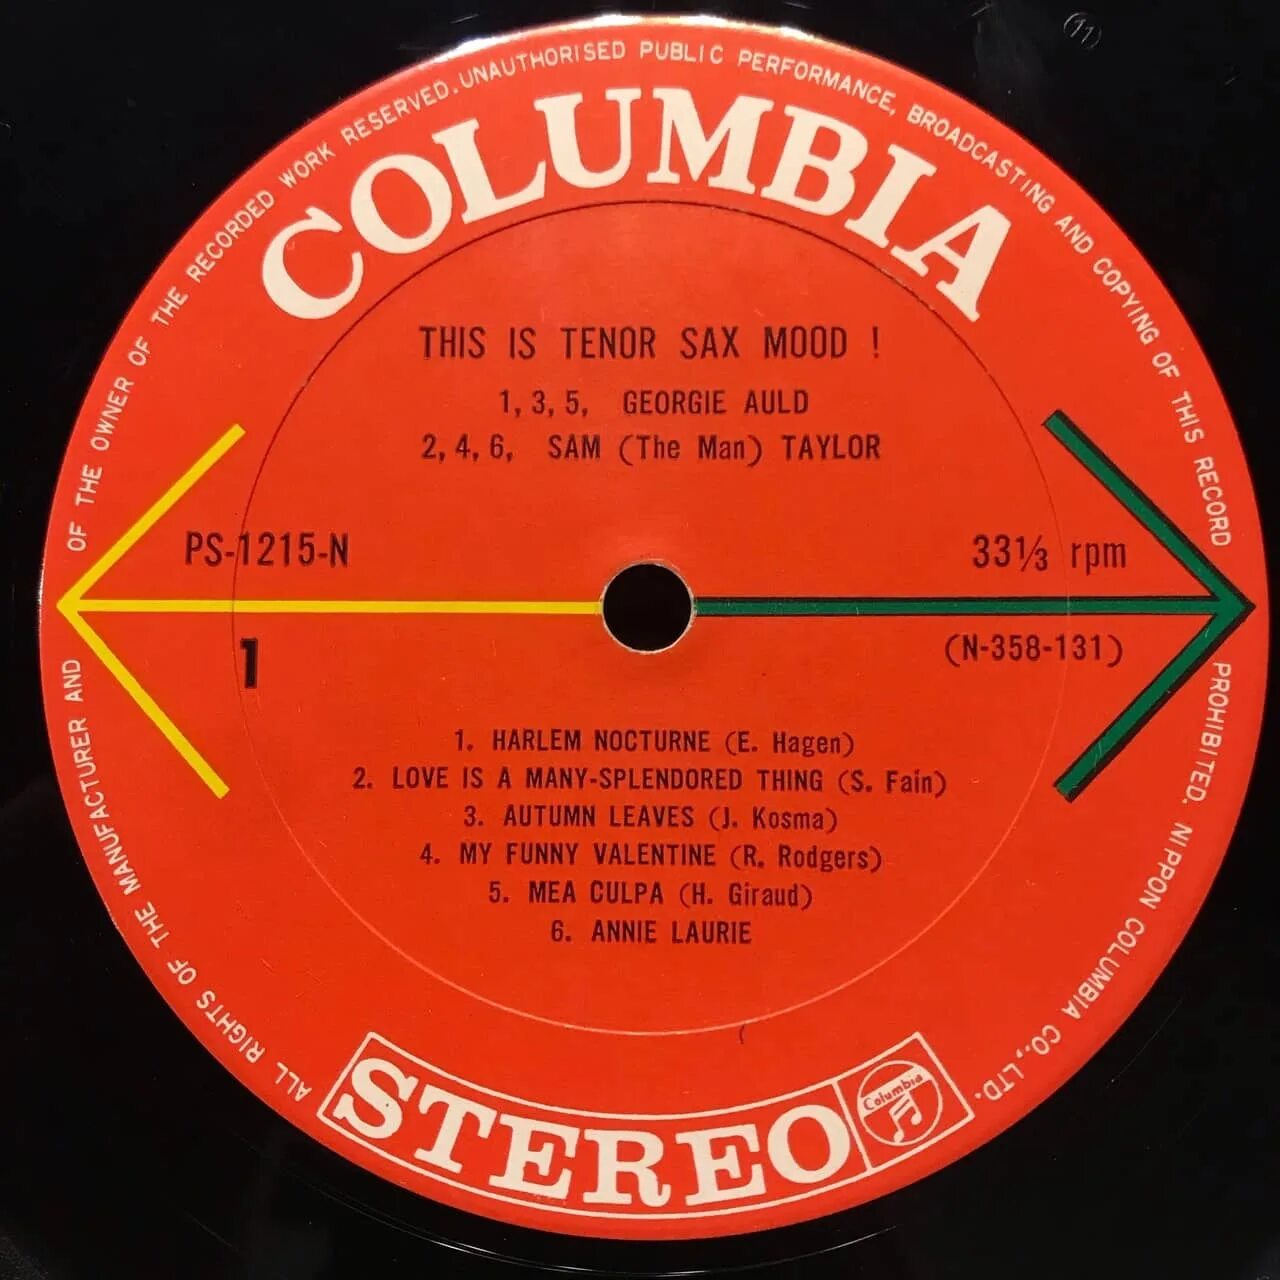 ALL RIGHTS OF THE MANUFACTURER AND OF THE OWNER OF THE RECORDED WORK RESERVED. UNAUTHORISED PUBLIC PERFORMANCE, BROADCASTING AND COPYING OF THIS RECORD PROHIBITED. NIPPON COLUMBIA CO., LTD.
(11)
COLUMBIA
THIS IS TENOR SAX MOOD !
1, 3, 5, GEORGIE AULD
2, 4, 6, SAM (The Man) TAYLOR
PS-1215-N
33⅓ rpm
1
(N-358-131)
1. HARLEM NOCTURNE (E. Hagen)
2. LOVE IS A MANY-SPLENDORED THING (S. Fain)
3. AUTUMN LEAVES (J. Kosma)
4. MY FUNNY VALENTINE (R. Rodgers)
5. MEA CULPA (H. Giraud)
6. ANNIE LAURIE
STEREO
Columbia